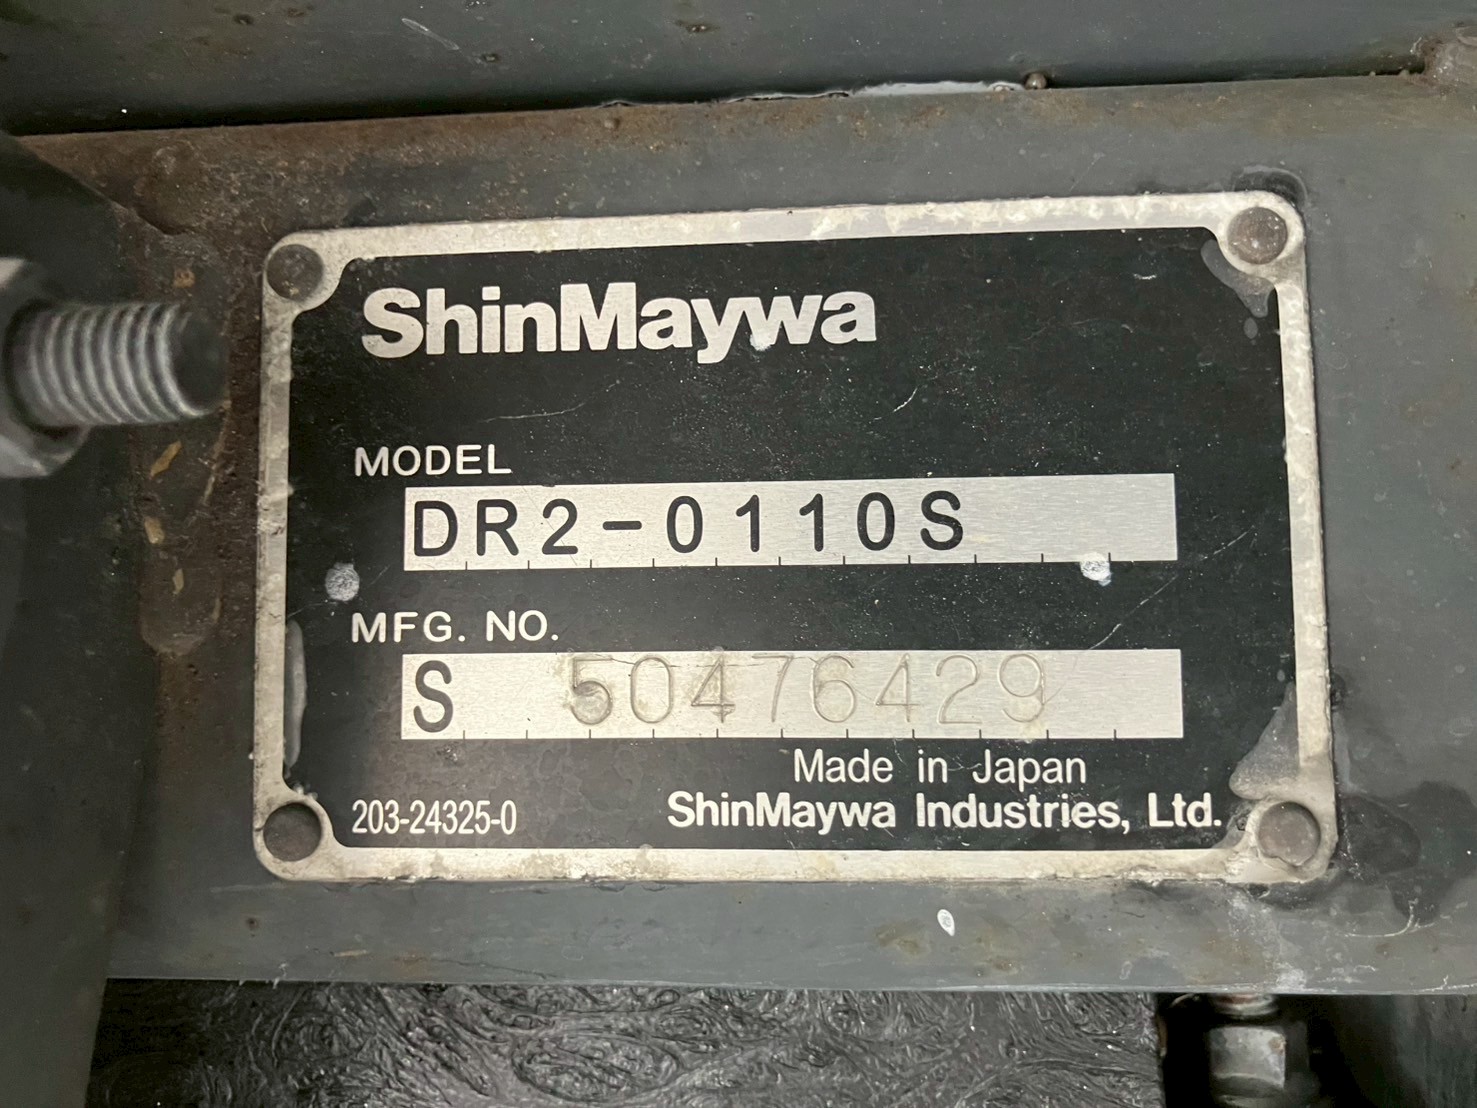 ShinMaywa
MODEL
DR2-0110S
MFG. NO.
S 50476429
Made in Japan
203-24325-0 ShinMaywa Industries, Ltd.